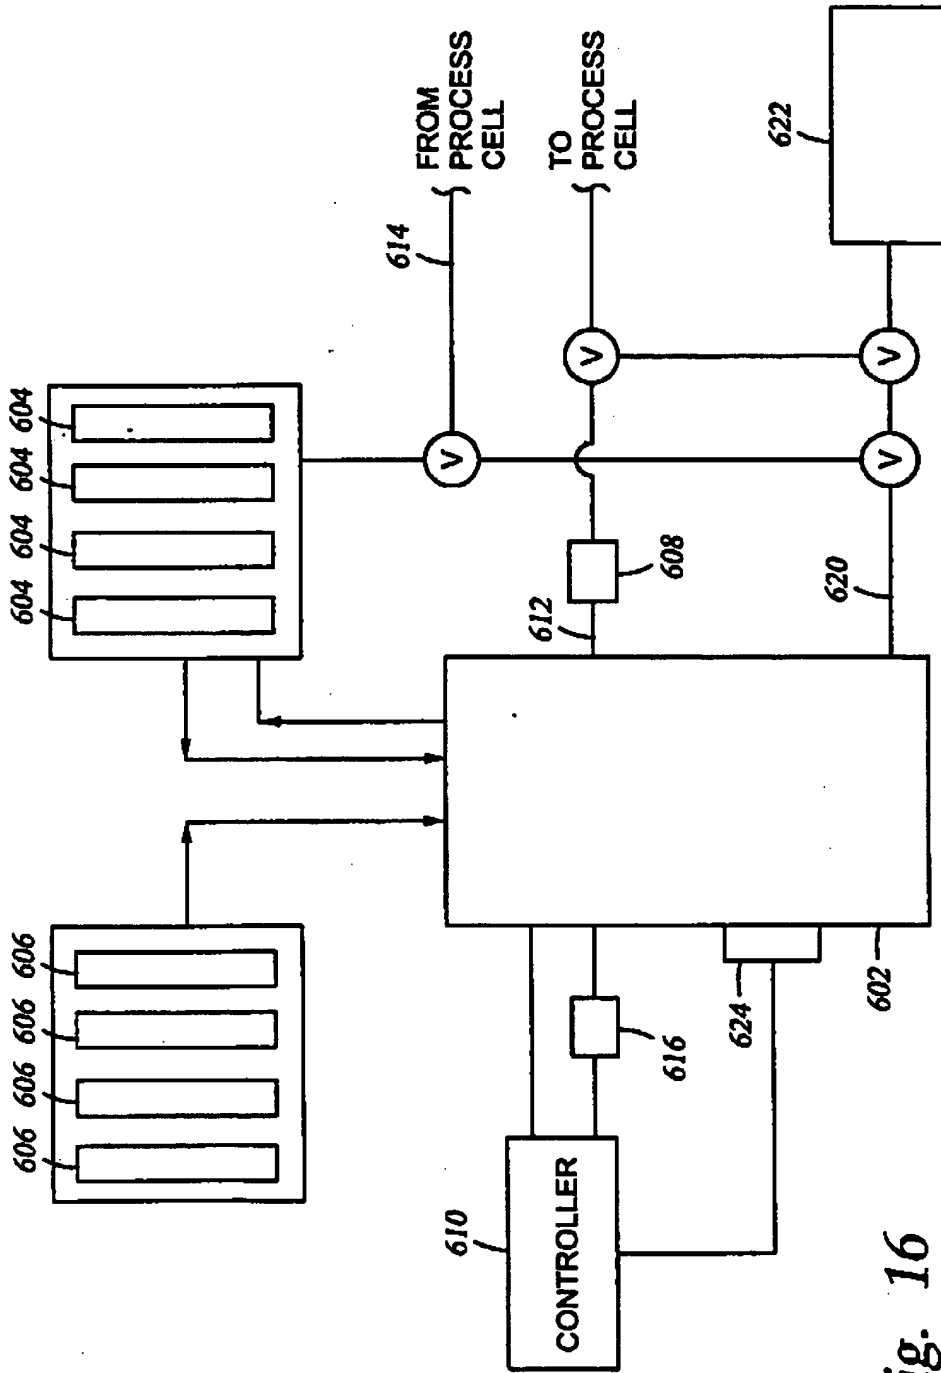 606 606 606 606
604 604 604 604
614
FROM
PROCESS
CELL
610
612
TO
PROCESS
CELL
CONTROLLER
616
608
624
622
620
602
V
V
V
V
ig. 16